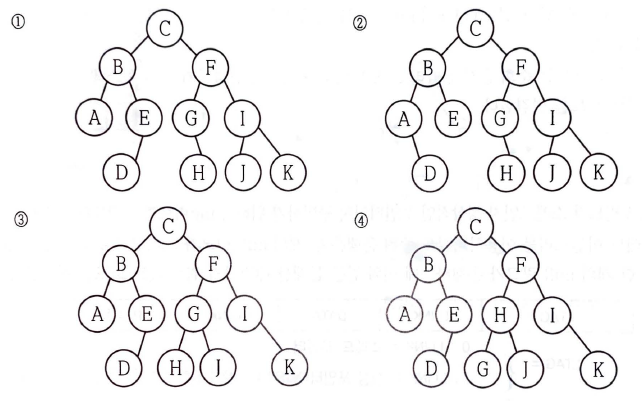 ① C ② C
B F B F
A E G I A E G I
D H J K D H J K
③ C ④ C
B F B F
A E G I A E H I
D H J K D G J K